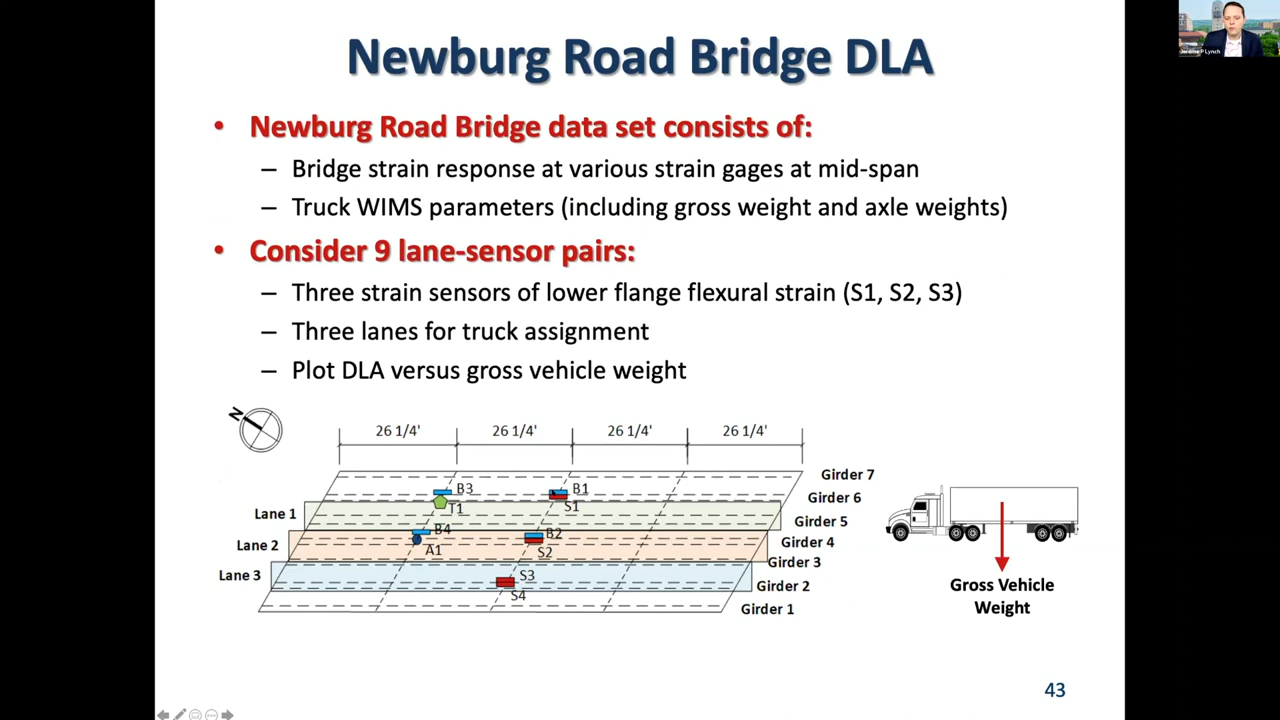 Newburg Road Bridge DLA
Jerome P Lynch
• Newburg Road Bridge data set consists of:
– Bridge strain response at various strain gages at mid-span
– Truck WIMS parameters (including gross weight and axle weights)
• Consider 9 lane-sensor pairs:
– Three strain sensors of lower flange flexural strain (S1, S2, S3)
– Three lanes for truck assignment
– Plot DLA versus gross vehicle weight
N
26 1/4' 26 1/4' 26 1/4' 26 1/4'
Girder 7
B3 B1
Girder 6
T1 S1
Lane 1
Girder 5
B4 B2
Lane 2
Girder 4
A1 S2
Girder 3
Lane 3
S3
Girder 2
S4
Girder 1
Gross Vehicle
Weight
43